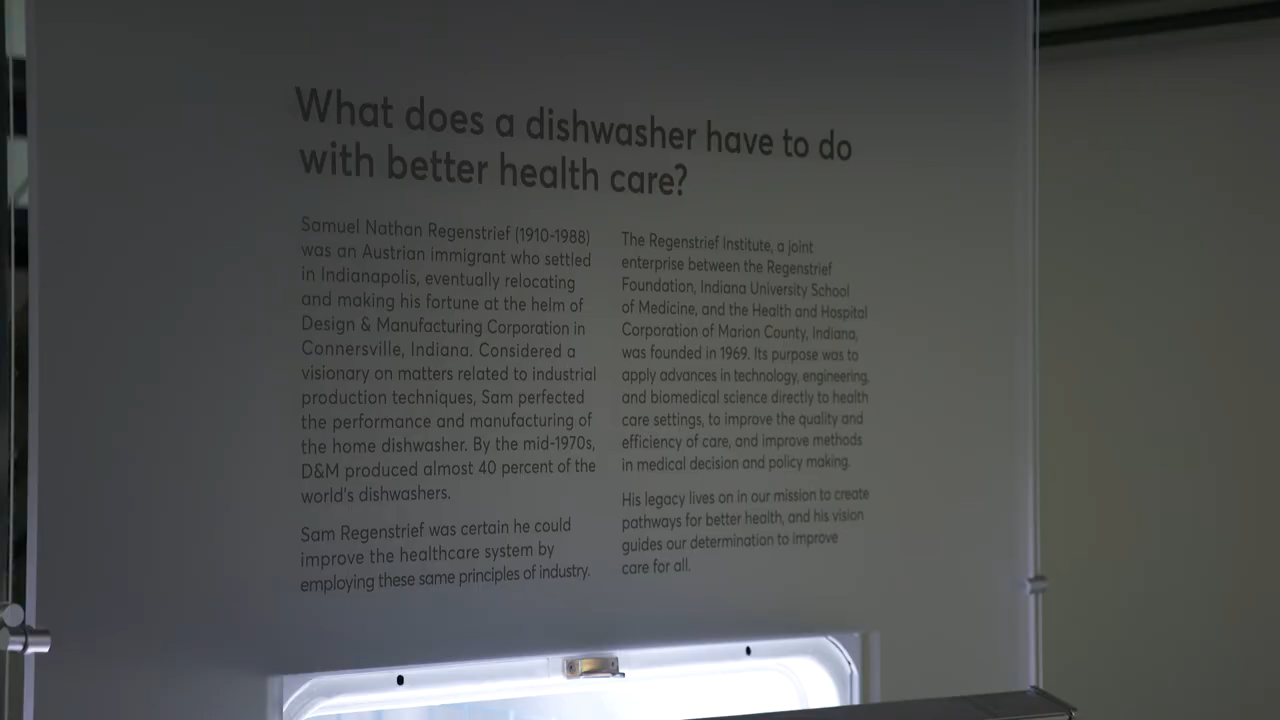 What does a dishwasher have to do
with better health care?
Samuel Nathan Regenstrief (1910-1988)
was an Austrian immigrant who settled
in Indianapolis, eventually relocating
and making his fortune at the helm of
Design & Manufacturing Corporation in
Connersville, Indiana. Considered a
visionary on matters related to industrial
production techniques, Sam perfected
the performance and manufacturing of
the home dishwasher. By the mid-1970s,
D&M produced almost 40 percent of the
world's dishwashers.
Sam Regenstrief was certain he could
improve the healthcare system by
employing these same principles of industry.
The Regenstrief Institute, a joint
enterprise between the Regenstrief
Foundation, Indiana University School
of Medicine, and the Health and Hospital
Corporation of Marion County, Indiana,
was founded in 1969. Its purpose was to
apply advances in technology, engineering,
and biomedical science directly to health
care settings, to improve the quality and
efficiency of care, and improve methods
in medical decision and policy making.
His legacy lives on in our mission to create
pathways for better health, and his vision
guides our determination to improve
care for all.